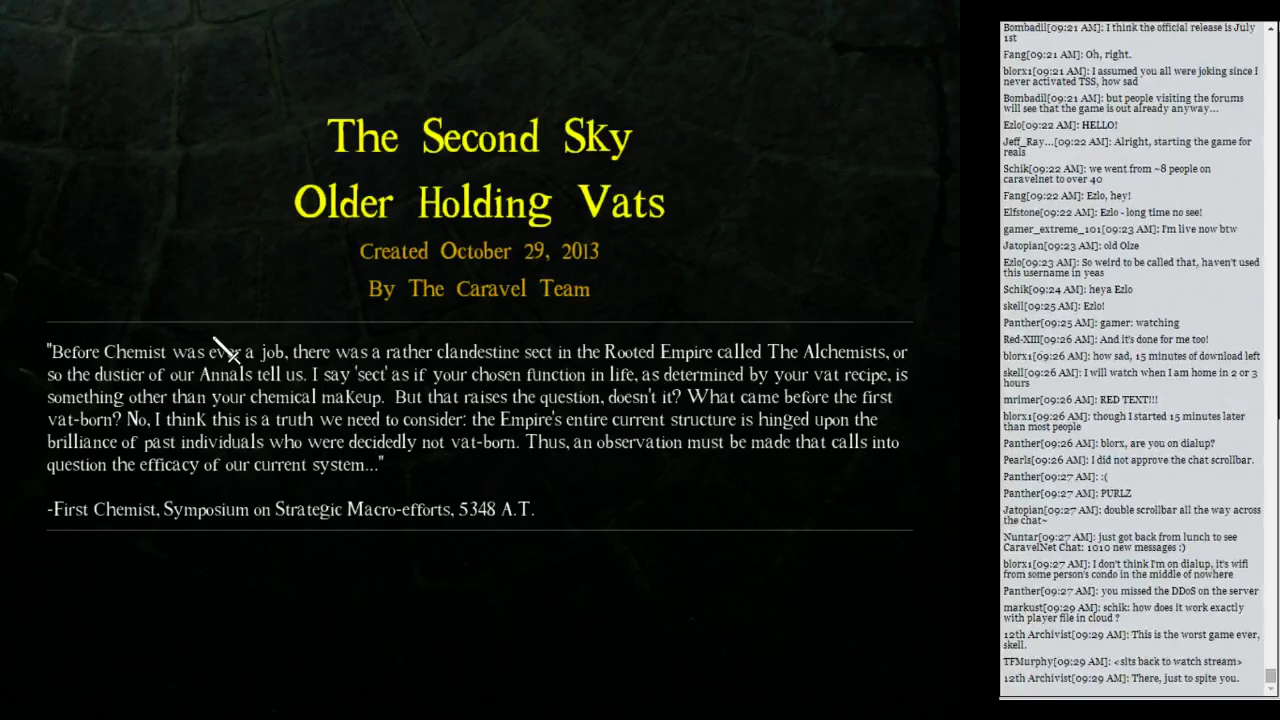 The Second Sky
Older Holding Vats
Created October 29, 2013
By The Caravel Team
"Before Chemist was ever a job, there was a rather clandestine sect in the Rooted Empire called The Alchemists, or
so the dustier of our Annals tell us. I say 'sect' as if your chosen function in life, as determined by your vat recipe, is
something other than your chemical makeup.  But that raises the question, doesn't it? What came before the first
vat-born? No, I think this is a truth we need to consider: the Empire's entire current structure is hinged upon the
brilliance of past individuals who were decidedly not vat-born. Thus, an observation must be made that calls into
question the efficacy of our current system..."
-First Chemist, Symposium on Strategic Macro-efforts, 5348 A.T.
Bombadil[09:21 AM]: I think the official release is July
1st
Fang[09:21 AM]: Oh, right.
blorx1[09:21 AM]: I assumed you all were joking since I
never activated TSS, how sad
Bombadil[09:21 AM]: but people visiting the forums
will see that the game is out already anyway...
Ezlo[09:22 AM]: HELLO!
Jeff_Ray...[09:22 AM]: Alright, starting the game for
reals
Schik[09:22 AM]: we went from ~8 people on
caravelnet to over 40
Fang[09:22 AM]: Ezlo, hey!
Elfstone[09:22 AM]: Ezlo - long time no see!
gamer_extreme_101[09:23 AM]: I'm live now btw
Jatopian[09:23 AM]: old Olze
Ezlo[09:23 AM]: So weird to be called that, haven't used
this username in yeas
Schik[09:24 AM]: heya Ezlo
skell[09:25 AM]: Ezlo!
Panther[09:25 AM]: gamer: watching
Red-XIII[09:26 AM]: And it's done for me too!
blorx1[09:26 AM]: how sad, 15 minutes of download left
skell[09:26 AM]: I will watch when I am home in 2 or 3
hours
mrimer[09:26 AM]: RED TEXT!!!
blorx1[09:26 AM]: though I started 15 minutes later
than most people
Panther[09:26 AM]: blorx, are you on dialup?
Pearls[09:26 AM]: I did not approve the chat scrollbar.
Panther[09:27 AM]: :(
Panther[09:27 AM]: PURLZ
Jatopian[09:27 AM]: double scrollbar all the way across
the chat~
Nuntar[09:27 AM]: just got back from lunch to see
CaravelNet Chat: 1010 new messages :)
blorx1[09:27 AM]: I don't think I'm on dialup, it's wifi
from some person's condo in the middle of nowhere
Panther[09:27 AM]: you missed the DDoS on the server
markust[09:29 AM]: schik: how does it work exactly
with player file in cloud ?
12th Archivist[09:29 AM]: This is the worst game ever,
skell.
TFMurphy[09:29 AM]: <sits back to watch stream>
12th Archivist[09:29 AM]: There, just to spite you.